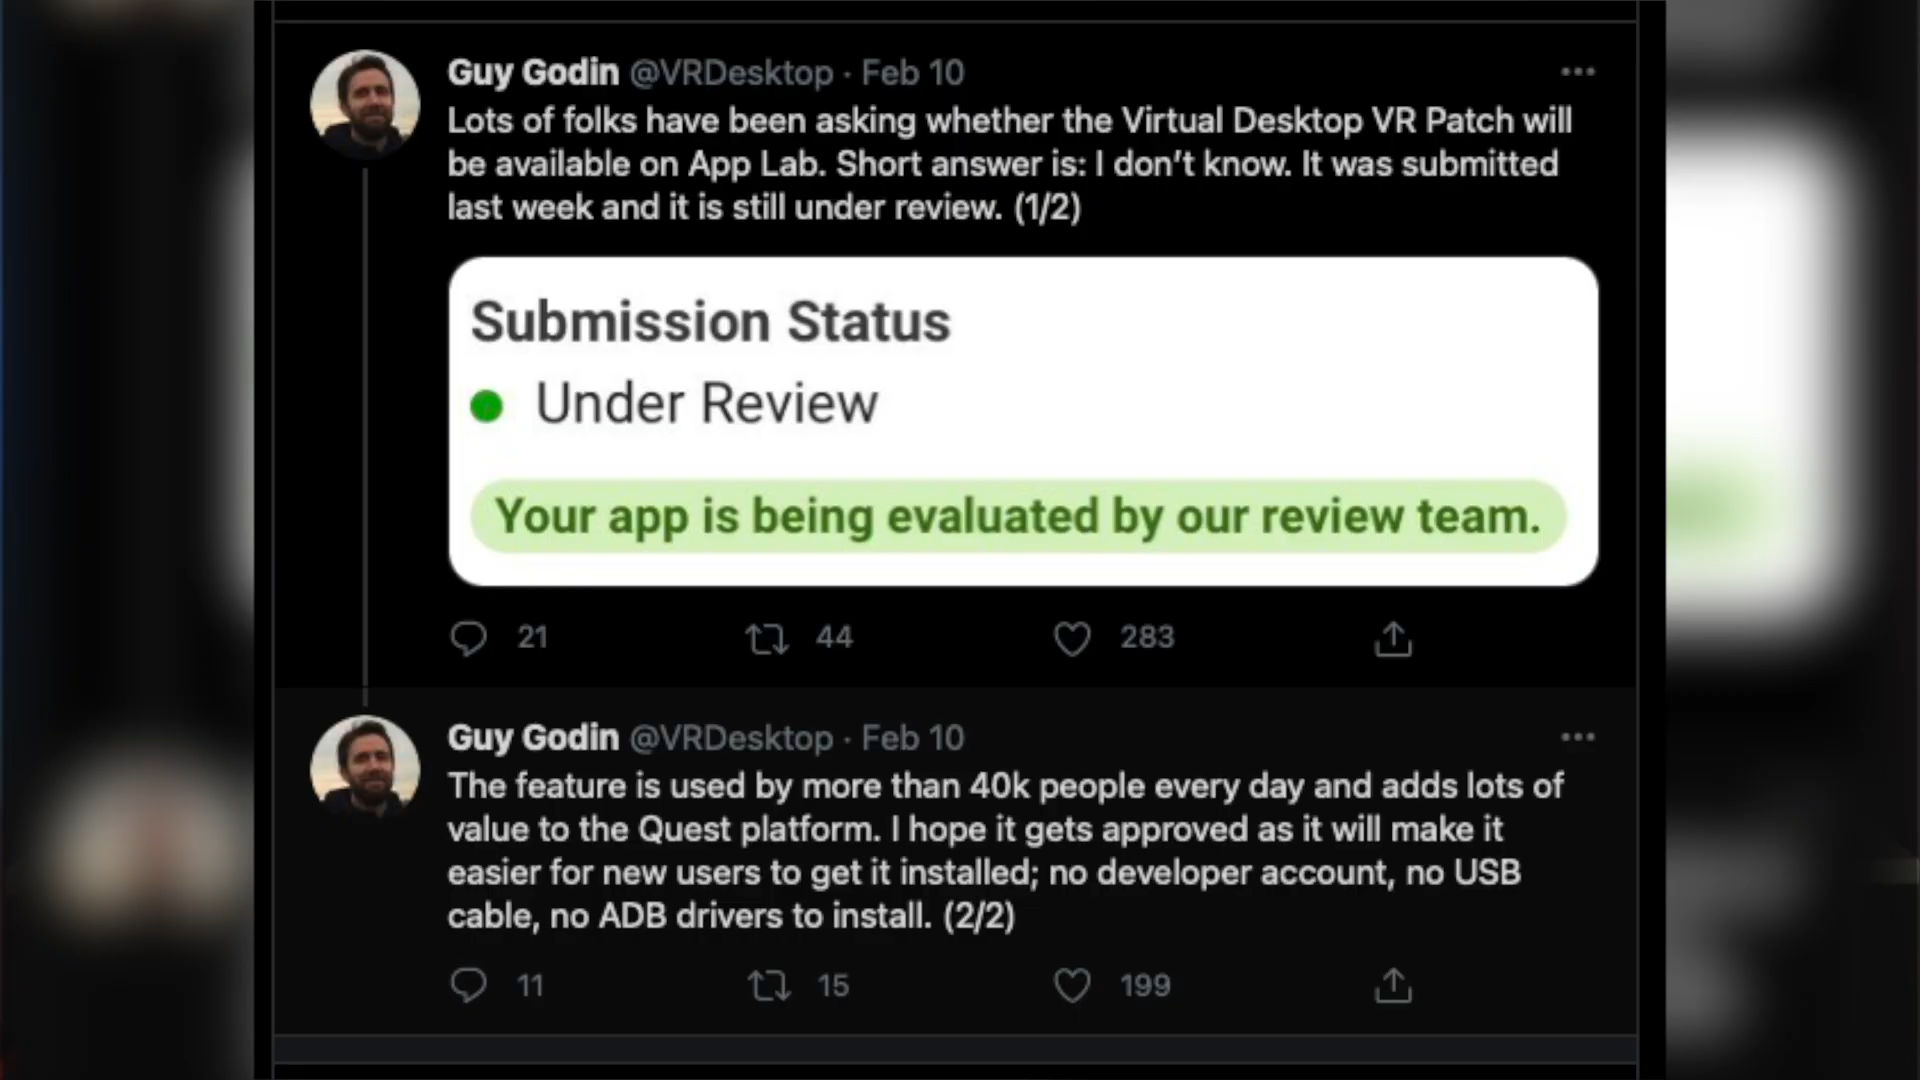 Guy Godin @VRDesktop · Feb 10
Lots of folks have been asking whether the Virtual Desktop VR Patch will
be available on App Lab. Short answer is: I don’t know. It was submitted
last week and it is still under review. (1/2)
Submission Status
Under Review
Your app is being evaluated by our review team.
21 44 283
Guy Godin @VRDesktop · Feb 10
The feature is used by more than 40k people every day and adds lots of
value to the Quest platform. I hope it gets approved as it will make it
easier for new users to get it installed; no developer account, no USB
cable, no ADB drivers to install. (2/2)
11 15 199